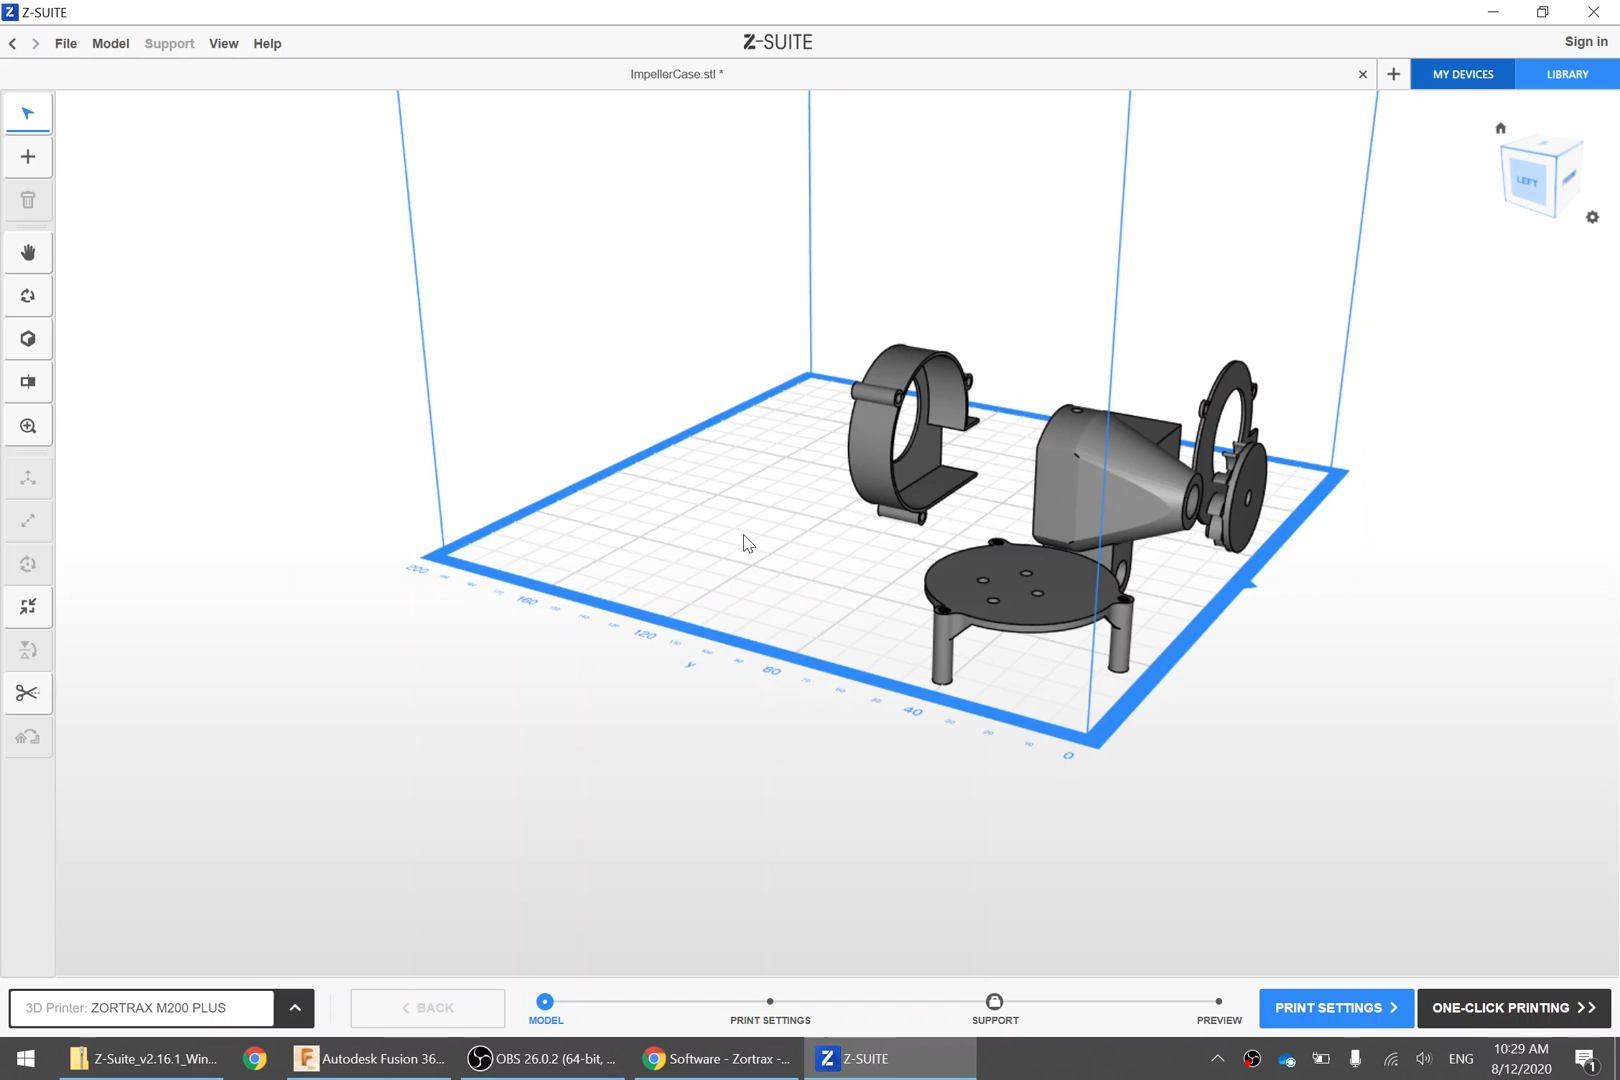 Z-SUITE
File Model Support View Help
Z-SUITE
Sign in
ImpellerCase.stl *
MY DEVICES
LIBRARY
LEFT
200
160
120
y
80
40
0
3D Printer: ZORTRAX M200 PLUS
BACK
MODEL
PRINT SETTINGS
SUPPORT
PREVIEW
PRINT SETTINGS
ONE-CLICK PRINTING
Z-Suite_v2.16.1_Win...
Autodesk Fusion 36...
OBS 26.0.2 (64-bit, ...
Software - Zortrax -...
Z-SUITE
ENG
10:29 AM
8/12/2020
1